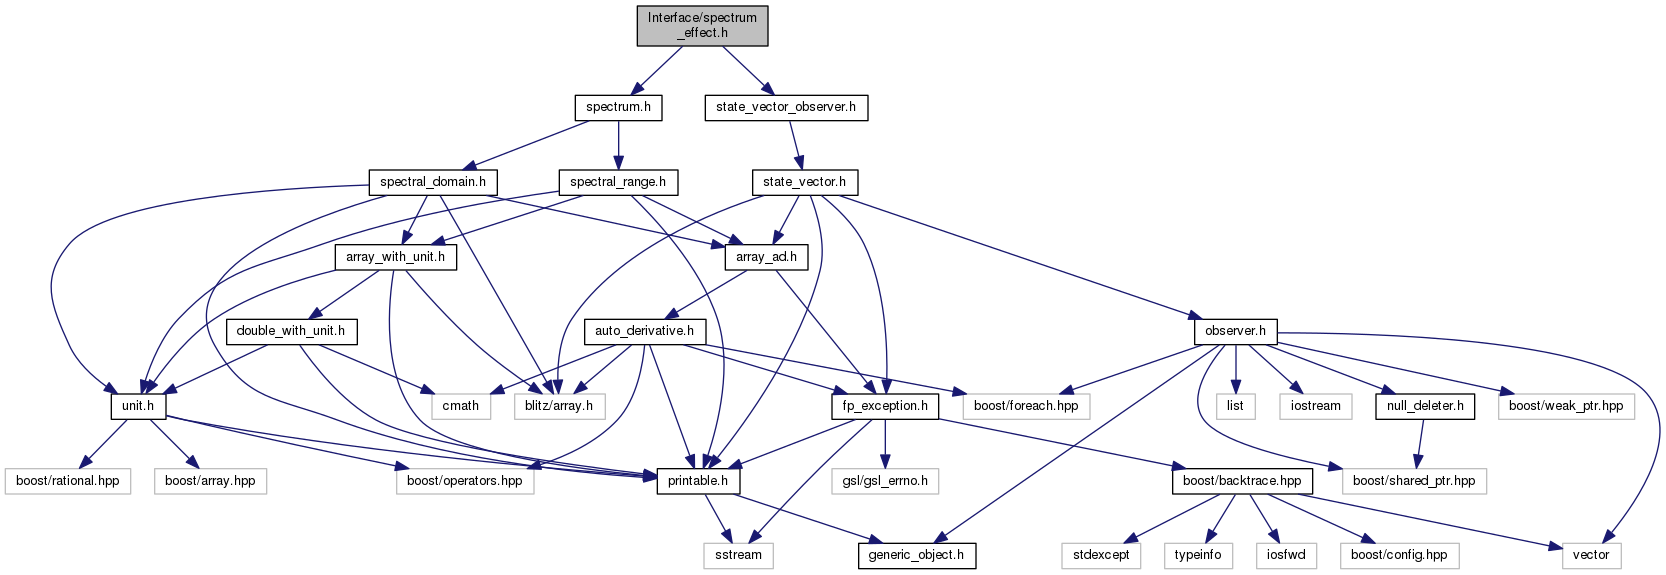 Interface/spectrum
_effect.h
spectrum.h
state_vector_observer.h
spectral_domain.h
spectral_range.h
state_vector.h
array_with_unit.h
array_ad.h
double_with_unit.h
auto_derivative.h
observer.h
unit.h
cmath
blitz/array.h
fp_exception.h
boost/foreach.hpp
list
iostream
null_deleter.h
boost/weak_ptr.hpp
boost/rational.hpp
boost/array.hpp
boost/operators.hpp
printable.h
gsl/gsl_errno.h
boost/backtrace.hpp
boost/shared_ptr.hpp
sstream
generic_object.h
stdexcept
typeinfo
iosfwd
boost/config.hpp
vector